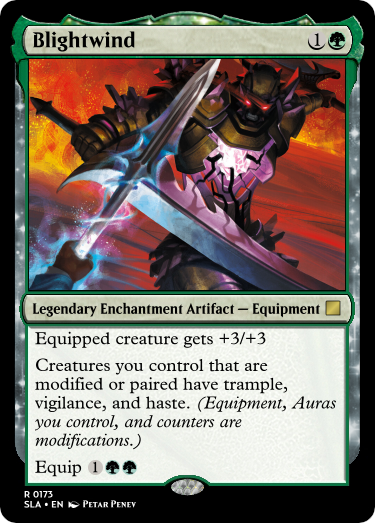 Blightwind 1
Legendary Enchantment Artifact — Equipment
Equipped creature gets +3/+3
Creatures you control that are
modified or paired have trample,
vigilance, and haste. (Equipment, Auras
you control, and counters are
modifications.)
Equip 1
R 0173
SLA • EN Petar Penev